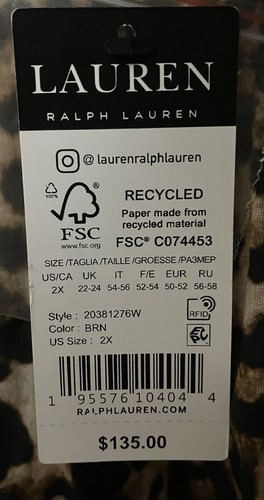 LAUREN
RALPH LAUREN
@ laurenralphlauren
100%
®
FSC
www.fsc.org
RECYCLED
Paper made from
recycled material
FSC® C074453
SIZE /TAGLIA /TAILLE /GROESSE /РАЗМЕР
US/CA UK IT F/E EUR RU
2X 22-24 54-56 52-54 50-52 56-58
Style : 20381276W
Color : BRN
US Size : 2X
RFID
1 95576 10404 4
RALPHLAUREN.COM
$135.00